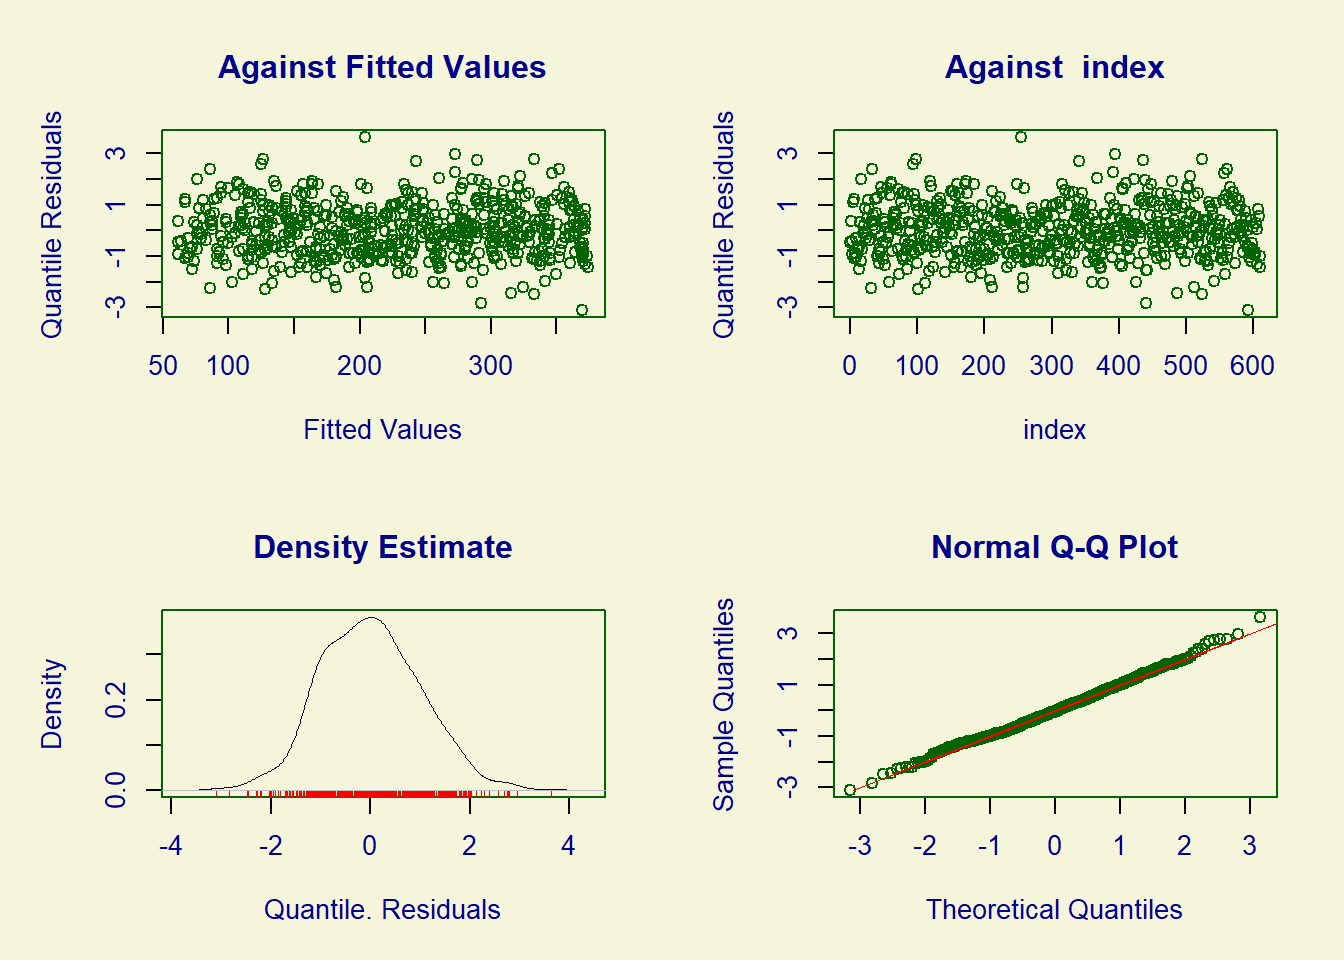 Against Fitted Values
Quantile Residuals
3
1
-1
-3
50 100 200 300
Fitted Values
Against  index
Quantile Residuals
3
1
-1
-3
0 100 200 300 400 500 600
index
Density Estimate
Density
0.2
0.0
-4 -2 0 2 4
Quantile. Residuals
Normal Q-Q Plot
Sample Quantiles
3
1
-1
-3
-3 -2 -1 0 1 2 3
Theoretical Quantiles